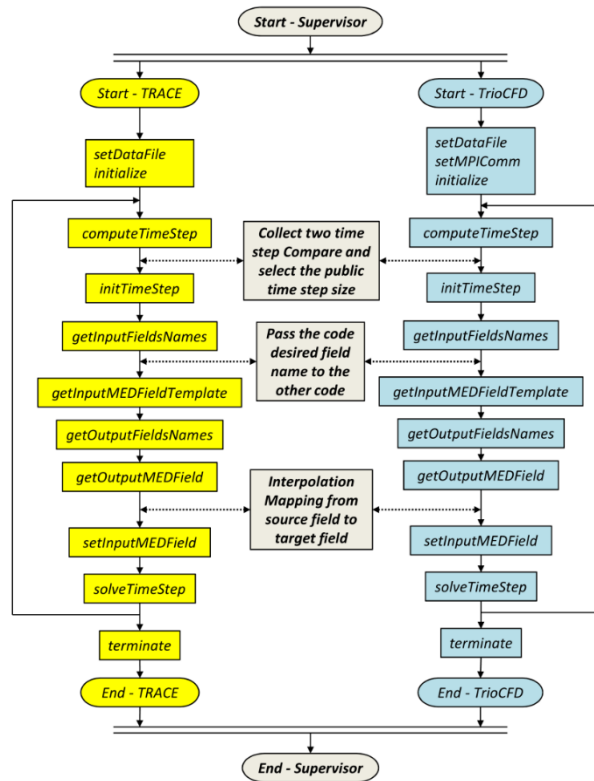 Start - Supervisor
Start - TRACE
Start - TrioCFD
setDataFile
initialize
setDataFile
setMPIComm
initialize
computeTimeStep
Collect two time
step Compare and
select the public
time step size
computeTimeStep
initTimeStep
initTimeStep
getInputFieldsNames
Pass the code
desired field
name to the
other code
getInputFieldsNames
getInputMEDFieldTemplate
getInputMEDFieldTemplate
getOutputFieldsNames
getOutputFieldsNames
getOutputMEDField
Interpolation
Mapping from
source field to
target field
getOutputMEDField
setInputMEDField
setInputMEDField
solveTimeStep
solveTimeStep
terminate
terminate
End - TRACE
End - TrioCFD
End - Supervisor